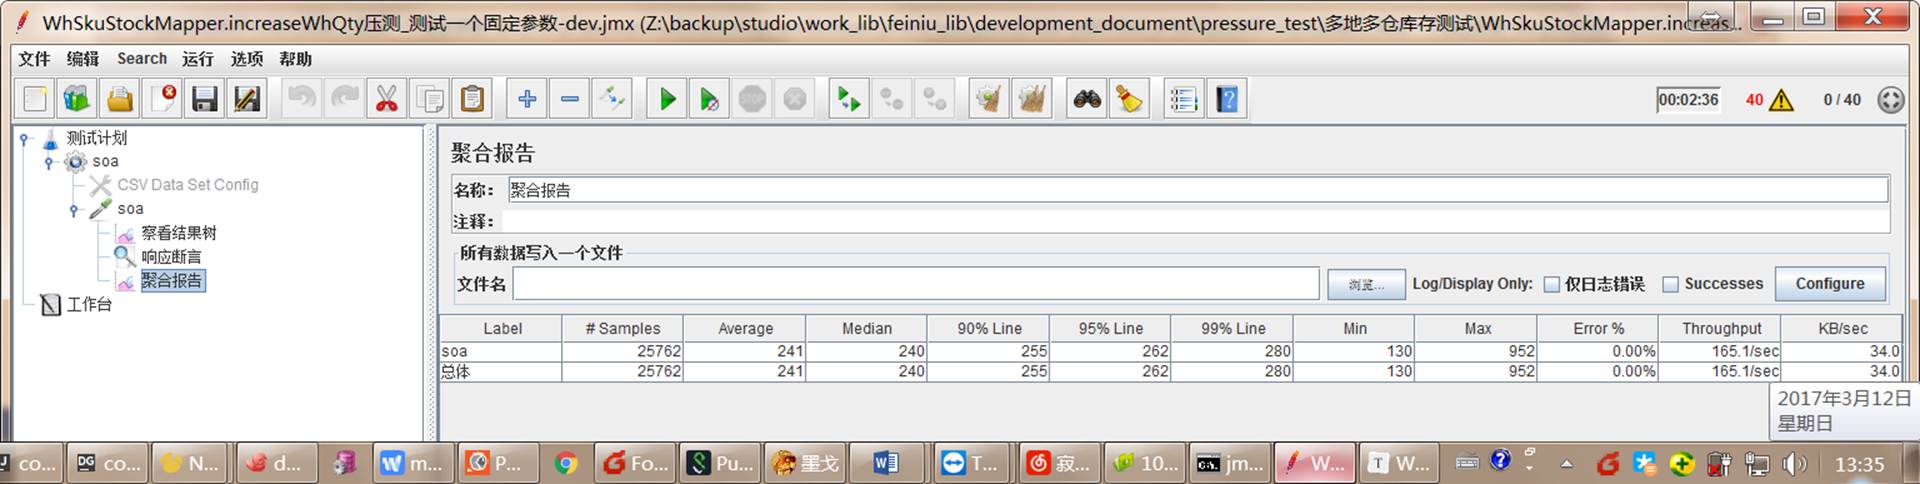 WhSkuStockMapper.increaseWhQty压测_测试一个固定参数-dev.jmx (Z:\backup\studio\work_lib\feiniu_lib\development_document\pressure_test\多地多仓库存测试\WhSkuStockMapper.increas...
文件 编辑 Search 运行 选项 帮助
STOP 00:02:36 40 0 / 40
测试计划
soa
CSV Data Set Config
soa
察看结果树
响应断言
聚合报告
工作台
聚合报告
名称: 聚合报告
注释:
所有数据写入一个文件
文件名 浏览... Log/Display Only: 仅日志错误 Successes Configure
Label # Samples Average Median 90% Line 95% Line 99% Line Min Max Error % Throughput KB/sec
soa 25762 241 240 255 262 280 130 952 0.00% 165.1/sec 34.0
总体 25762 241 240 255 262 280 130 952 0.00% 165.1/sec 34.0
2017年3月12日
星期日
co... DG co... N... d... W m... P... Fo... Pu... 墨戈 T... 寂... 10... jm... W... T W... 13:35